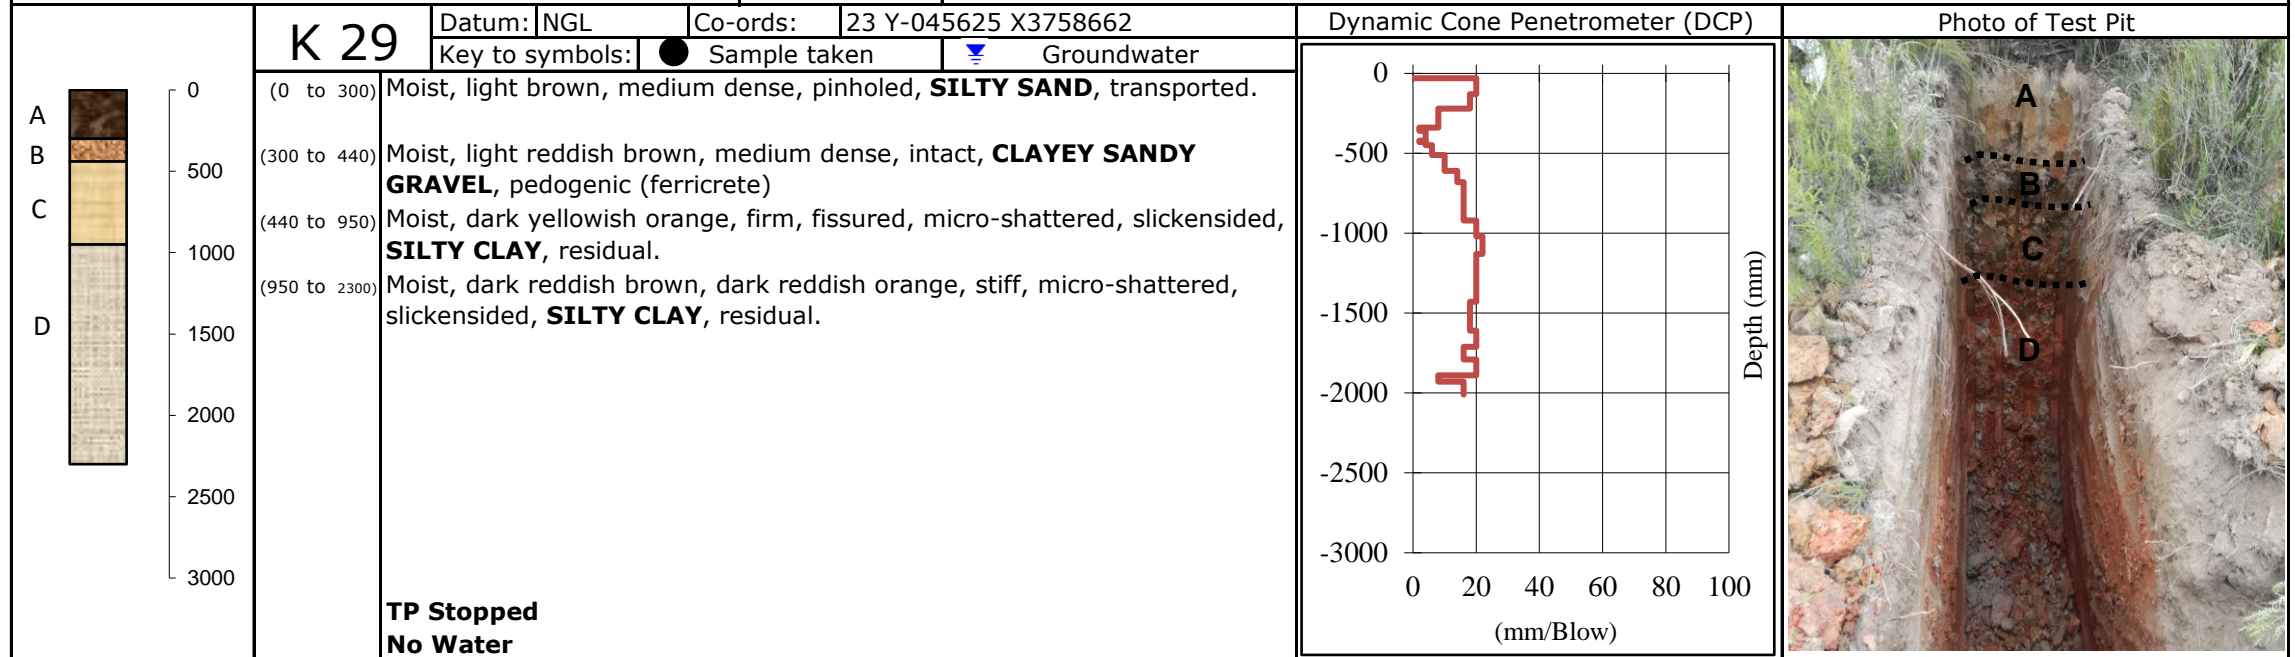 K 29
Datum: NGL Co-ords: 23 Y-045625 X3758662
Key to symbols: Sample taken Groundwater
Dynamic Cone Penetrometer (DCP)
Photo of Test Pit
A
B
C
D
0
500
1000
1500
2000
2500
3000
(0 to 300) Moist, light brown, medium dense, pinholed, SILTY SAND, transported.
(300 to 440) Moist, light reddish brown, medium dense, intact, CLAYEY SANDY
GRAVEL, pedogenic (ferricrete)
(440 to 950) Moist, dark yellowish orange, firm, fissured, micro-shattered, slickensided,
SILTY CLAY, residual.
(950 to 2300) Moist, dark reddish brown, dark reddish orange, stiff, micro-shattered,
slickensided, SILTY CLAY, residual.
TP Stopped
No Water
0
-500
-1000
-1500
-2000
-2500
-3000
0 20 40 60 80 100
(mm/Blow)
Depth (mm)
A
B
C
D